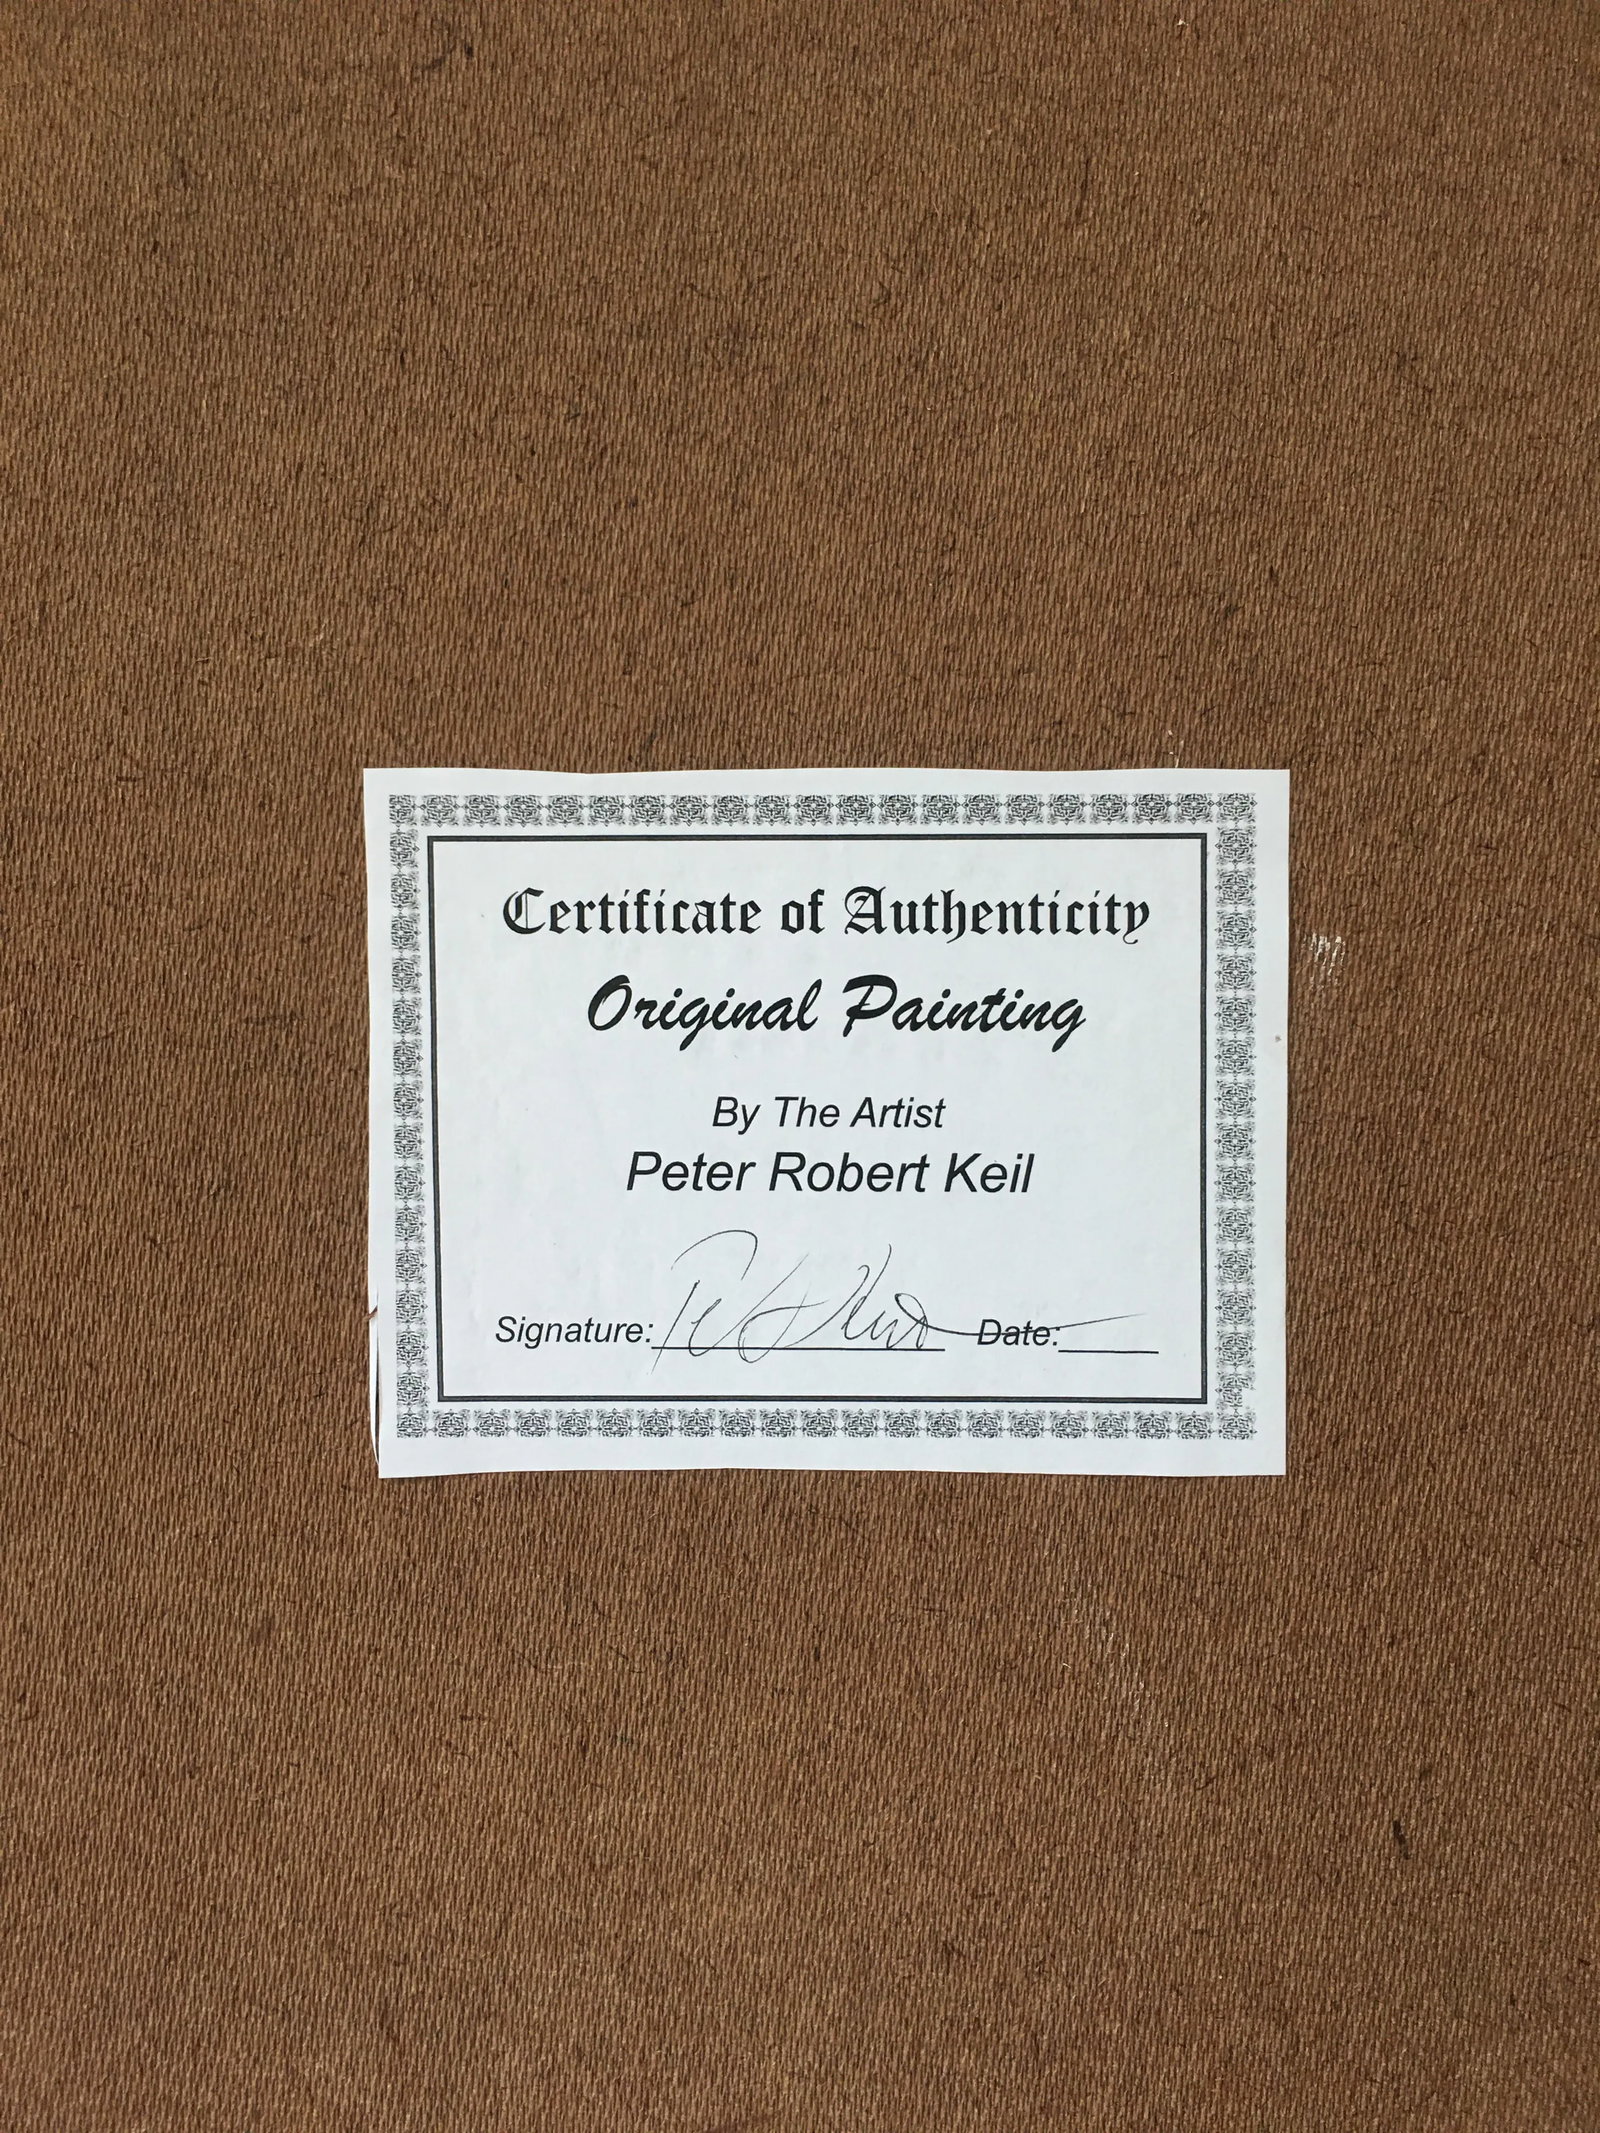 Certificate of Authenticity
Original Painting
By The Artist
Peter Robert Keil
Signature: Date: